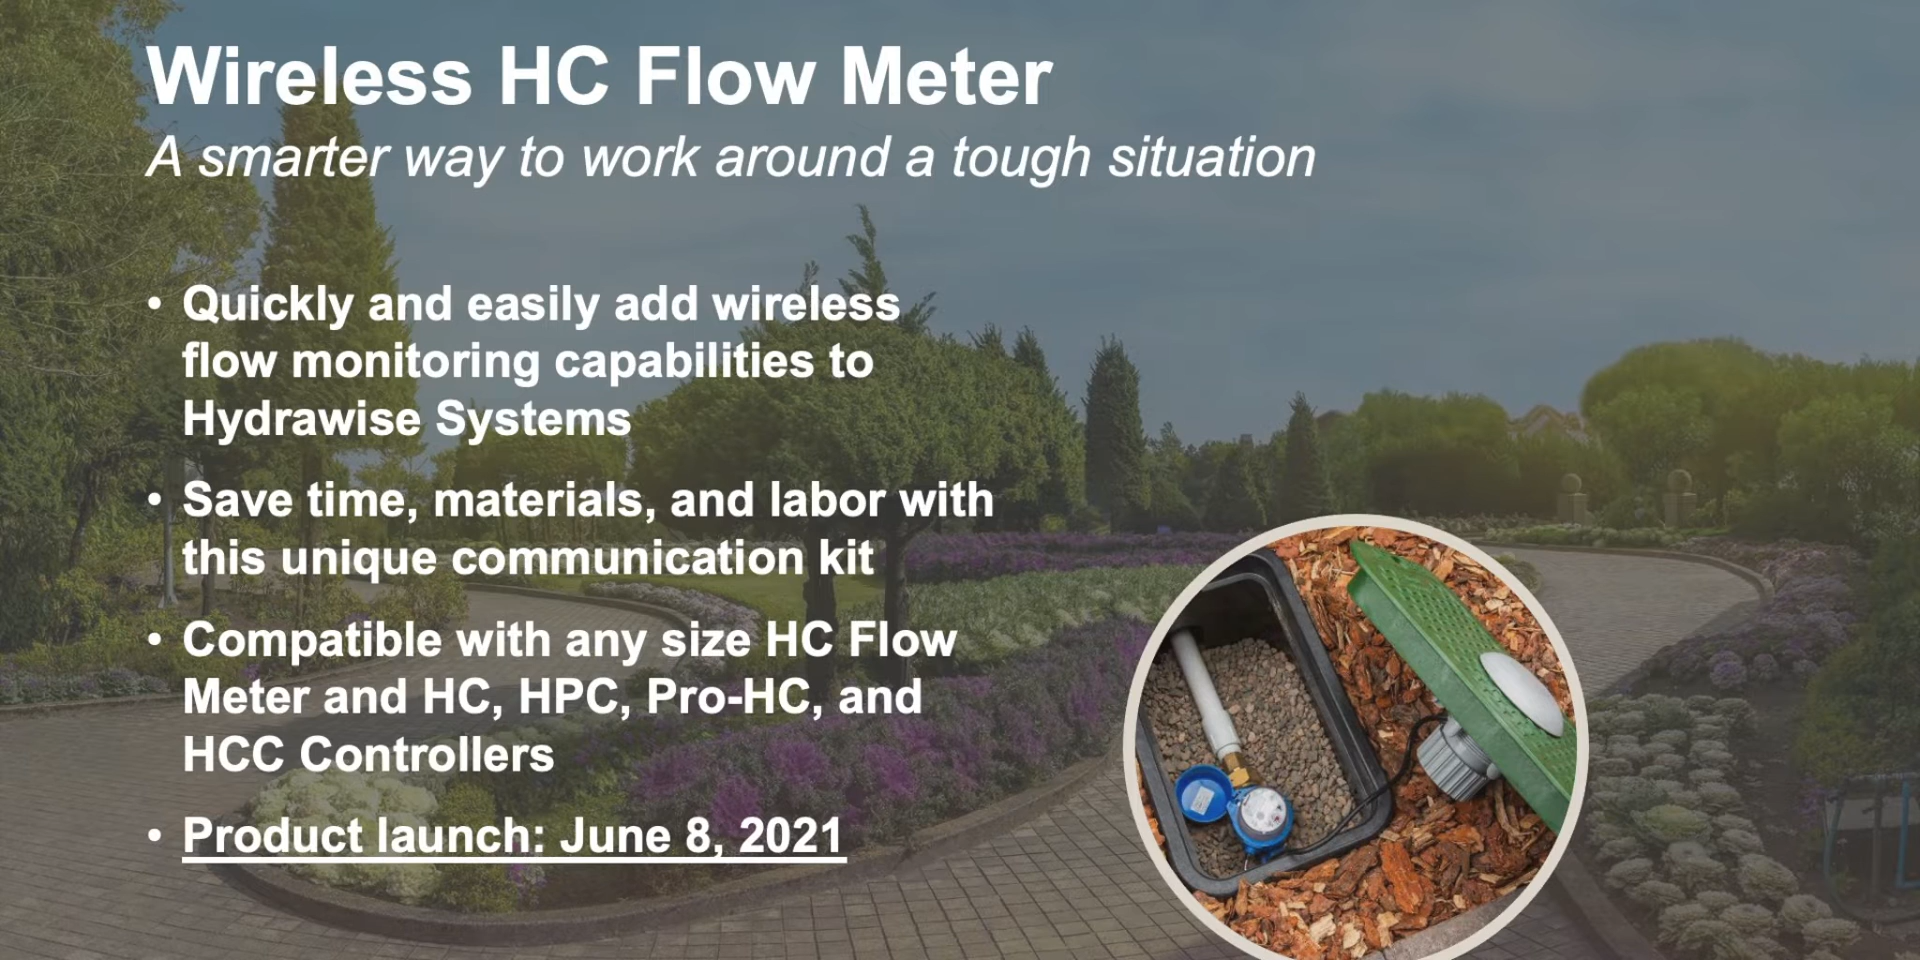 Wireless HC Flow Meter
A smarter way to work around a tough situation
• Quickly and easily add wireless
flow monitoring capabilities to
Hydrawise Systems
• Save time, materials, and labor with
this unique communication kit
• Compatible with any size HC Flow
Meter and HC, HPC, Pro-HC, and
HCC Controllers
• Product launch: June 8, 2021